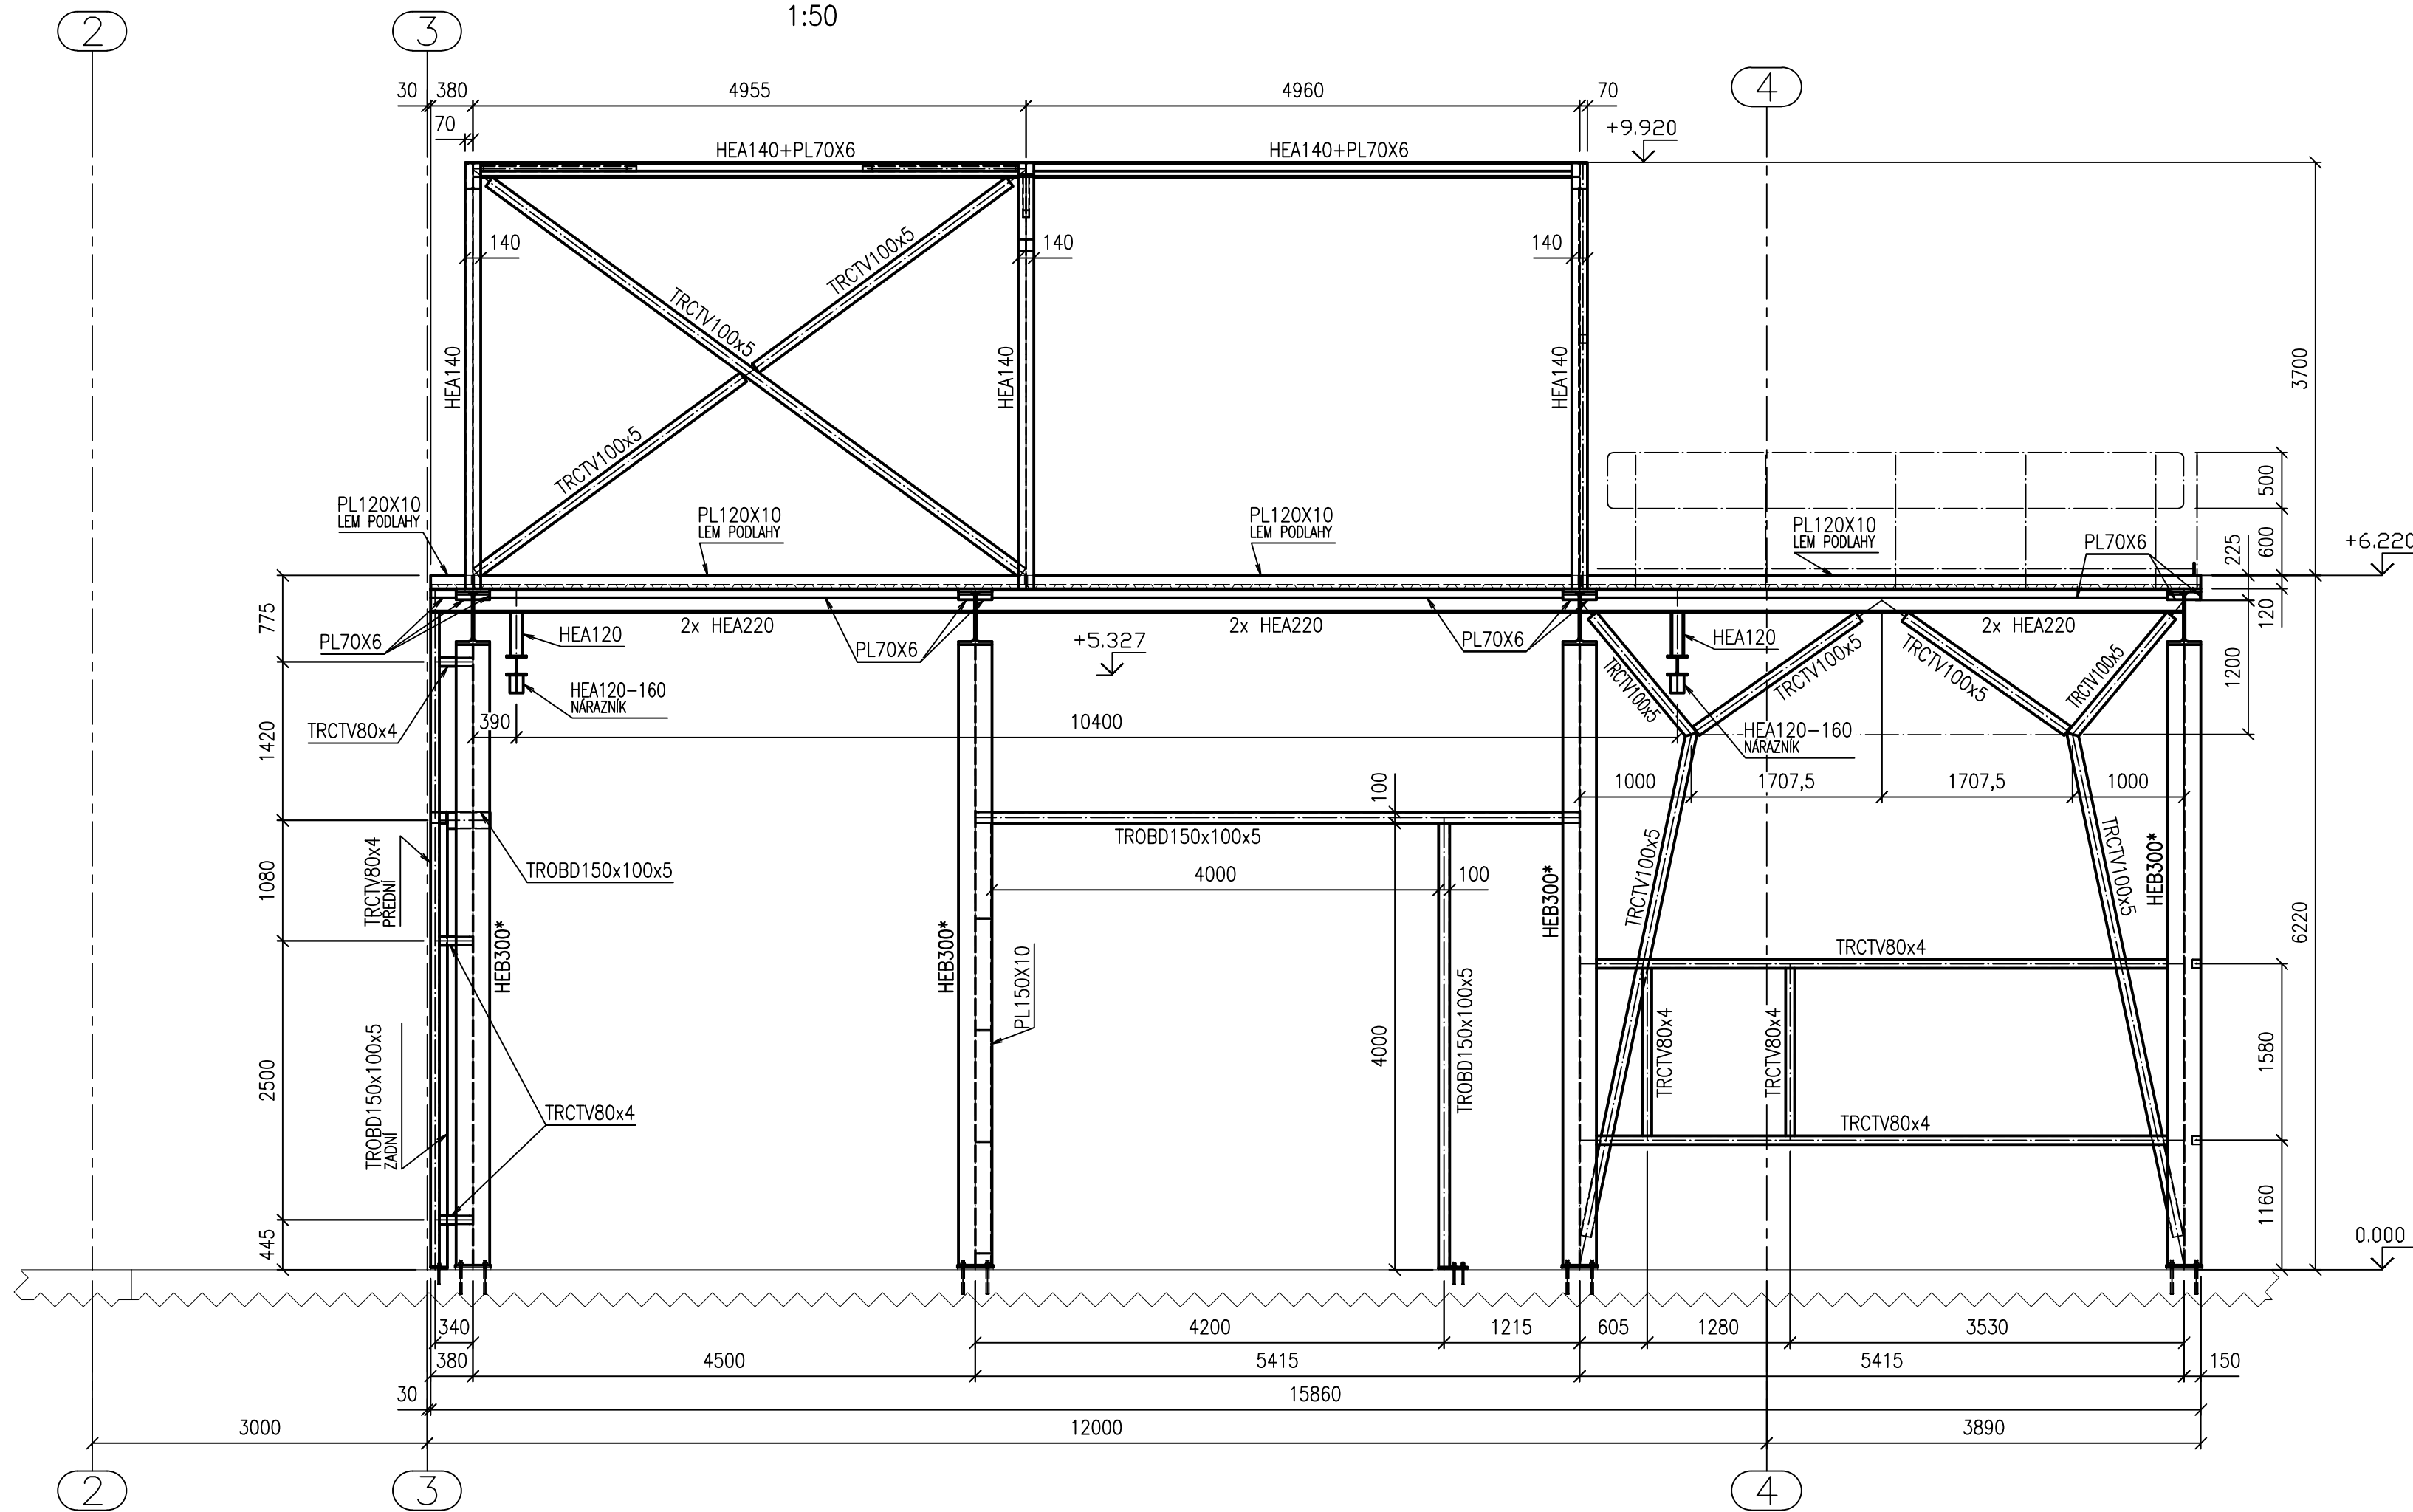 1:50
2
3
4
30
380
4955
4960
70
70
+9.920
HEA140+PL70X6
HEA140+PL70X6
140
140
140
TRCTV100x5
TRCTV100x5
TRCTV100x5
HEA140
HEA140
HEA140
3700
500
600
225
+6.220
PL120X10
LEM PODLAHY
PL120X10
LEM PODLAHY
PL120X10
LEM PODLAHY
PL120X10
LEM PODLAHY
PL70X6
120
775
PL70X6
HEA120
2x HEA220
PL70X6
+5.327
2x HEA220
PL70X6
HEA120
2x HEA220
TRCTV100x5
TRCTV100x5
TRCTV100x5
TRCTV100x5
1200
HEA120-160
NÁRAZNÍK
TRCTV80x4
390
10400
HEA120-160
NÁRAZNÍK
1420
1000
1707,5
1707,5
1000
100
TROBD150x100x5
TROBD150x100x5
4000
100
1080
TRCTV80x4
PŘEDNÍ
HEB300*
HEB300*
HEB300*
HEB300*
TRCTV100x5
TRCTV100x5
TRCTV80x4
6220
PL150X10
TROBD150x100x5
4000
TRCTV80x4
TRCTV80x4
1580
2500
TROBD150x100x5
ZADNÍ
TRCTV80x4
TRCTV80x4
1160
445
0.000
340
4200
1215
605
1280
3530
380
4500
5415
5415
150
30
15860
3000
12000
3890
2
3
4